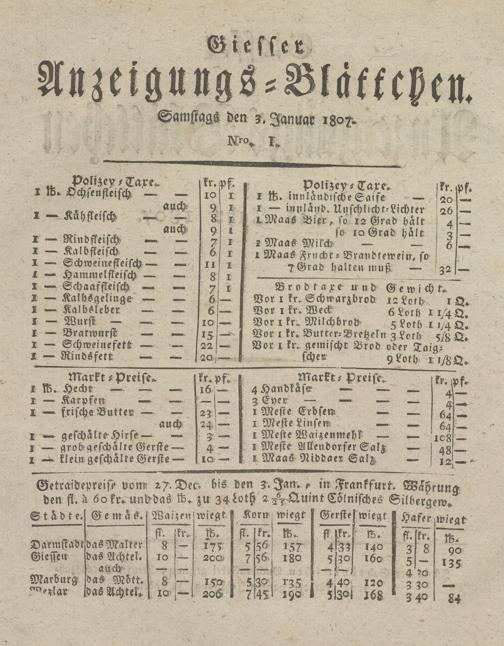 Giesser
Anzeigungs-Blättchen.
Samstags den 3. Januar 1807.
Nro. I.
Polizey-Taxe. kr. pf.
1 lb. Ochsenfleisch — — 10 1
auch 9 1
1 — Kühfleisch — — 8 1
auch 9 1
1 — Rindfleisch — — 7 1
1 — Kalbfleisch — — 6 1
1 — Schweinefleisch — — 11 1
1 — Hammelfleisch — — 8 1
1 — Schaaffleisch — — 7 1
1 — Kalbsgelinge — — 6 —
1 — Kalbsleber — — 6 —
1 — Wurst — — 10 —
1 — Bratwurst — — 15 —
1 — Schweinefett — — 22 —
1 — Rindsfett — — 20 —
Polizey-Taxe. kr. pf.
1 lb. innländische Saife — 20 —
1 — innländ. Unschlicht-Lichter 26 —
1 Maas Bier, so 12 Grad hält 4
so 10 Grad hält 3
1 Maas Milch — — 6 —
1 Maas Frucht-Brandtewein, so
7 Grad halten muß — 32 —
Brodtaxe und Gewicht.
Vor 1 kr. Schwarzbrod 12 Loth 1 Q.
Vor 1 kr. Weck 6 Loth 1 1/4 Q.
Vor 1 kr. Milchbrod 5 Loth 1 1/4 Q.
Vor 1 kr. Butter-Bretzeln 3 Loth 5/8 Q.
Vor 1 kr. gemischt Brod oder Taig-
scher 9 Loth 1 1/8 Q.
Markt-Preise. kr. pf.
1 lb. Hecht — — 16 —
1 — Karpfen — —
1 — frische Butter — — 23 —
auch 24 —
1 — geschälte Hirse — — 3 —
1 — grob geschälte Gerste — 4 —
1 — klein geschälte Gerste — 10 —
Markt-Preise. kr. pf.
4 Handkäse — — 4 —
3 Eyer — — 4 —
1 Meste Erbsen — 64 —
1 Meste Linsen — 64 —
1 Meste Waizenmehl — 108 —
1 Meste Allendorfer Salz 48 —
1 Maas Niddaer Salz 12 —
Getraidepreise vom 27. Dec. bis den 3. Jan., in Frankfurt. Währung
den fl. à 60 kr. und das lb. zu 34 Loth Quint Cölnisches Silbergew.
Städte. Gemäs. Waizen wiegt Korn wiegt Gerste wiegt Hafer wiegt
fl. kr. lb. fl. kr. lb. fl. kr. lb. fl. kr. lb.
Darmstadt das Malter 8 — 175 5 56 157 4 33 140 3 8 90
Giessen das Achtel. 10 — 200 7 56 180 5 30 160 5 — 135
auch — — 4 30
Marburg das Mött. 8 — 150 5 30 135 4 40 120 3 30 —
Wezlar das Achtel. 10 — 206 7 45 190 5 30 168 3 40 84